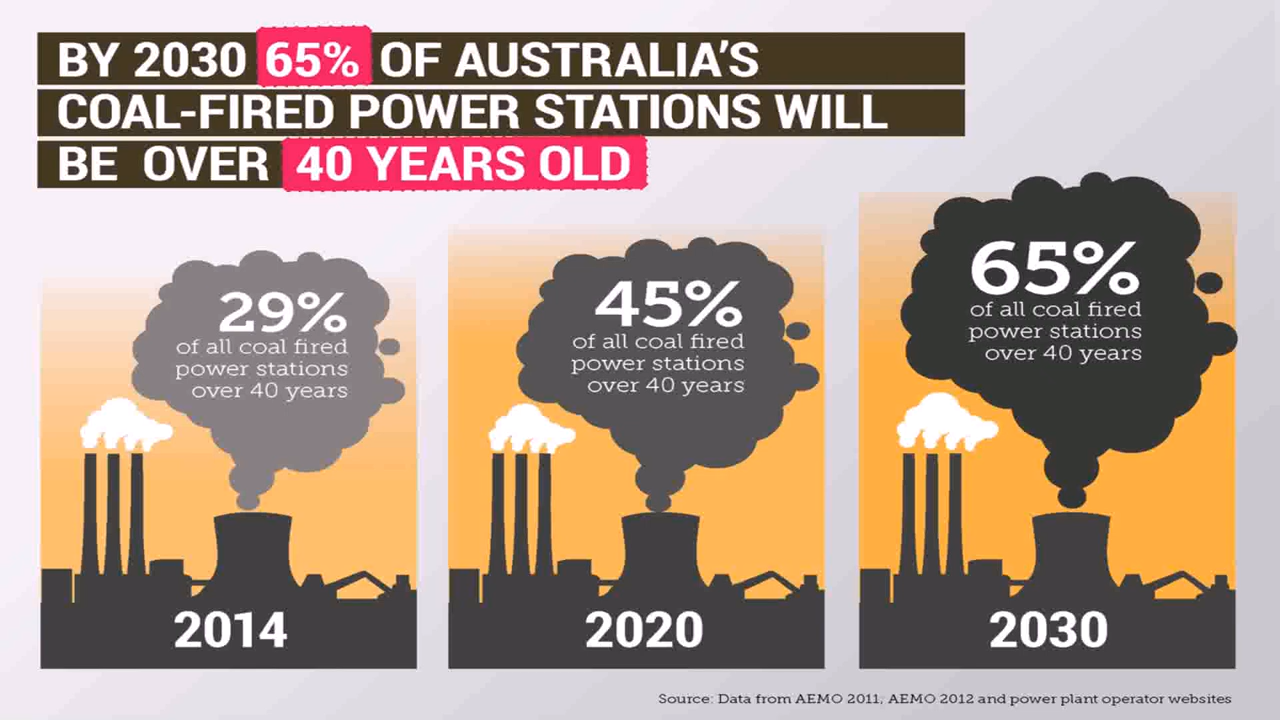 BY 2030 65% OF AUSTRALIA'S
COAL-FIRED POWER STATIONS WILL
BE OVER 40 YEARS OLD
29%
of all coal fired
power stations
over 40 years
2014
45%
of all coal fired
power stations
over 40 years
2020
65%
of all coal fired
power stations
over 40 years
2030
Source: Data from AEMO 2011, AEMO 2012 and power plant operator websites